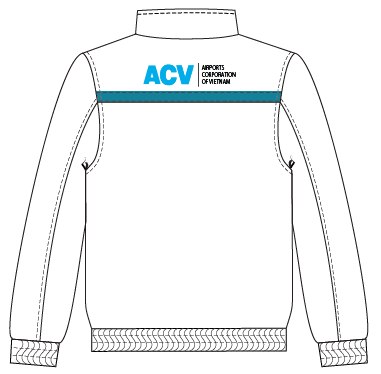 ACV
AIRPORTS
CORPORATION
OF VIETNAM